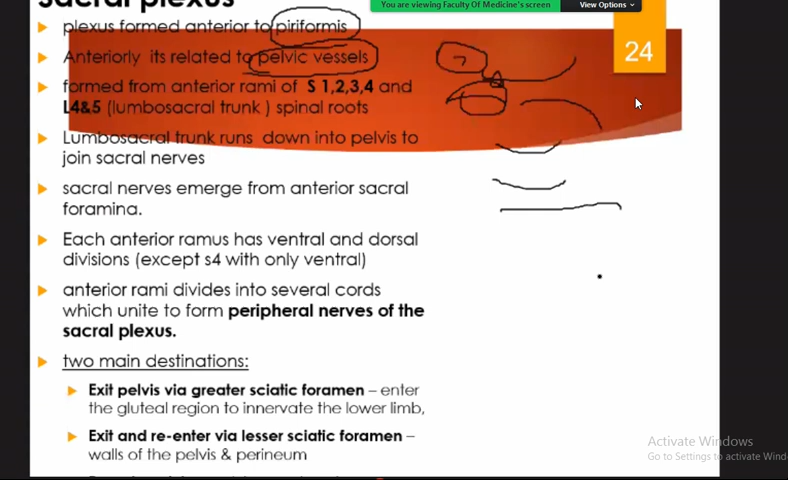 Sacral plexus
You are viewing Faculty Of Medicine's screen
View Options
24
plexus formed anterior to piriformis
Anteriorly its related to pelvic vessels
formed from anterior rami of S 1,2,3,4 and
L4&5 (lumbosacral trunk ) spinal roots
Lumbosacral trunk runs down into pelvis to
join sacral nerves
sacral nerves emerge from anterior sacral
foramina.
Each anterior ramus has ventral and dorsal
divisions (except s4 with only ventral)
anterior rami divides into several cords
which unite to form peripheral nerves of the
sacral plexus.
two main destinations:
Exit pelvis via greater sciatic foramen – enter
the gluteal region to innervate the lower limb,
Exit and re-enter via lesser sciatic foramen –
walls of the pelvis & perineum
Activate Windows
Go to Settings to activate Wind